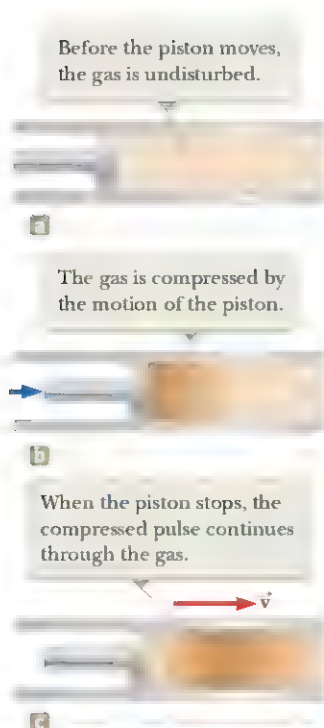 Before the piston moves,
the gas is undisturbed.
a
The gas is compressed by
the motion of the piston.
b
When the piston stops, the
compressed pulse continues
through the gas.
v
c